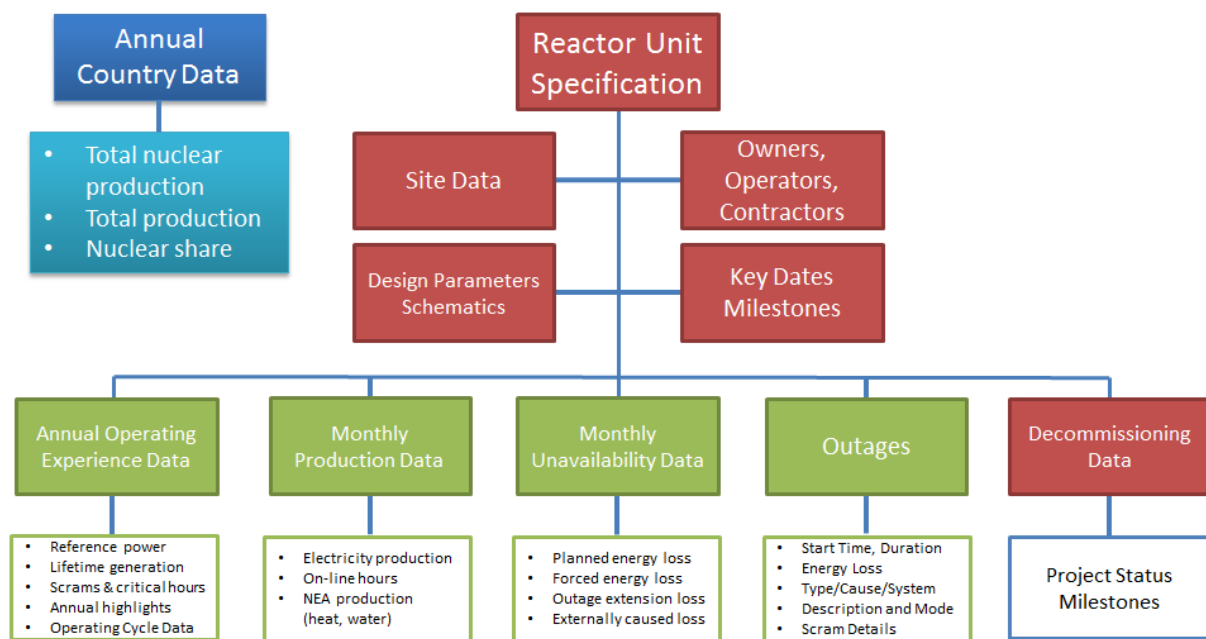 Annual
Country Data
• Total nuclear
production
• Total production
• Nuclear share
Reactor Unit
Specification
Site Data
Owners,
Operators,
Contractors
Design Parameters
Schematics
Key Dates
Milestones
Annual Operating
Experience Data
• Reference power
• Lifetime generation
• Scrams & critical hours
• Annual highlights
• Operating Cycle Data
Monthly
Production Data
• Electricity production
• On-line hours
• NEA production
(heat, water)
Monthly
Unavailability Data
• Planned energy loss
• Forced energy loss
• Outage extension loss
• Externally caused loss
Outages
• Start Time, Duration
• Energy Loss
• Type/Cause/System
• Description and Mode
• Scram Details
Decommissioning
Data
Project Status
Milestones